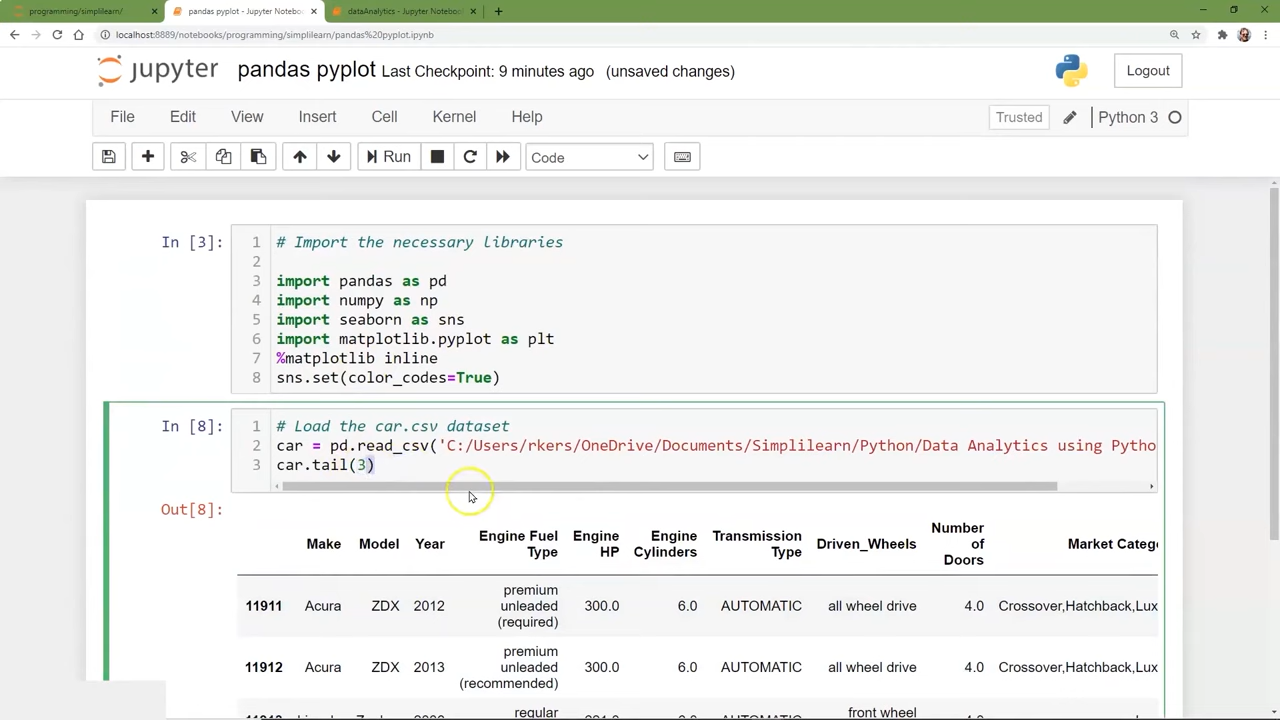 programming/simplilearn/
pandas pyplot - Jupyter Notebook
dataAnalytics - Jupyter Notebook
localhost:8889/notebooks/programming/simplilearn/pandas%20pyplot.ipynb
jupyter pandas pyplot Last Checkpoint: 9 minutes ago (unsaved changes)
Logout
File Edit View Insert Cell Kernel Help
Trusted Python 3
Run Code
In [3]:
1 # Import the necessary libraries
2
3 import pandas as pd
4 import numpy as np
5 import seaborn as sns
6 import matplotlib.pyplot as plt
7 %matplotlib inline
8 sns.set(color_codes=True)
In [8]:
1 # Load the car.csv dataset
2 car = pd.read_csv('C:/Users/rkers/OneDrive/Documents/Simplilearn/Python/Data Analytics using Pytho
3 car.tail(3)
Out[8]:
Make Model Year Engine Fuel Type Engine HP Engine Cylinders Transmission Type Driven_Wheels Number of Doors Market Catego
11911 Acura ZDX 2012 premium unleaded (required) 300.0 6.0 AUTOMATIC all wheel drive 4.0 Crossover,Hatchback,Lux
11912 Acura ZDX 2013 premium unleaded (recommended) 300.0 6.0 AUTOMATIC all wheel drive 4.0 Crossover,Hatchback,Lux
regular front wheel